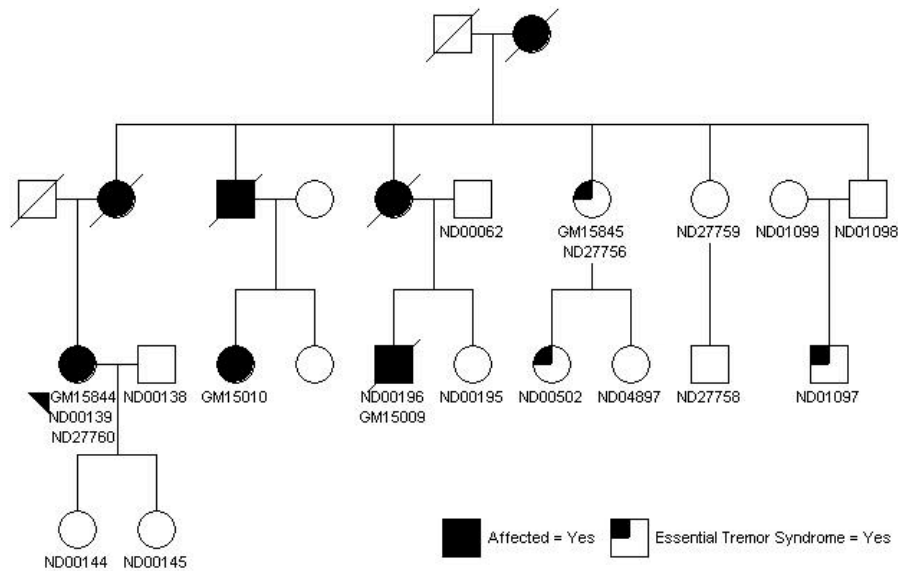 ND00062
GM15845
ND27756
ND27759
ND01099
ND01098
GM15844
ND00139
ND27760
ND00138
GM15010
ND00196
GM15009
ND00195
ND00502
ND04897
ND27758
ND01097
ND00144
ND00145
Affected = Yes
Essential Tremor Syndrome = Yes